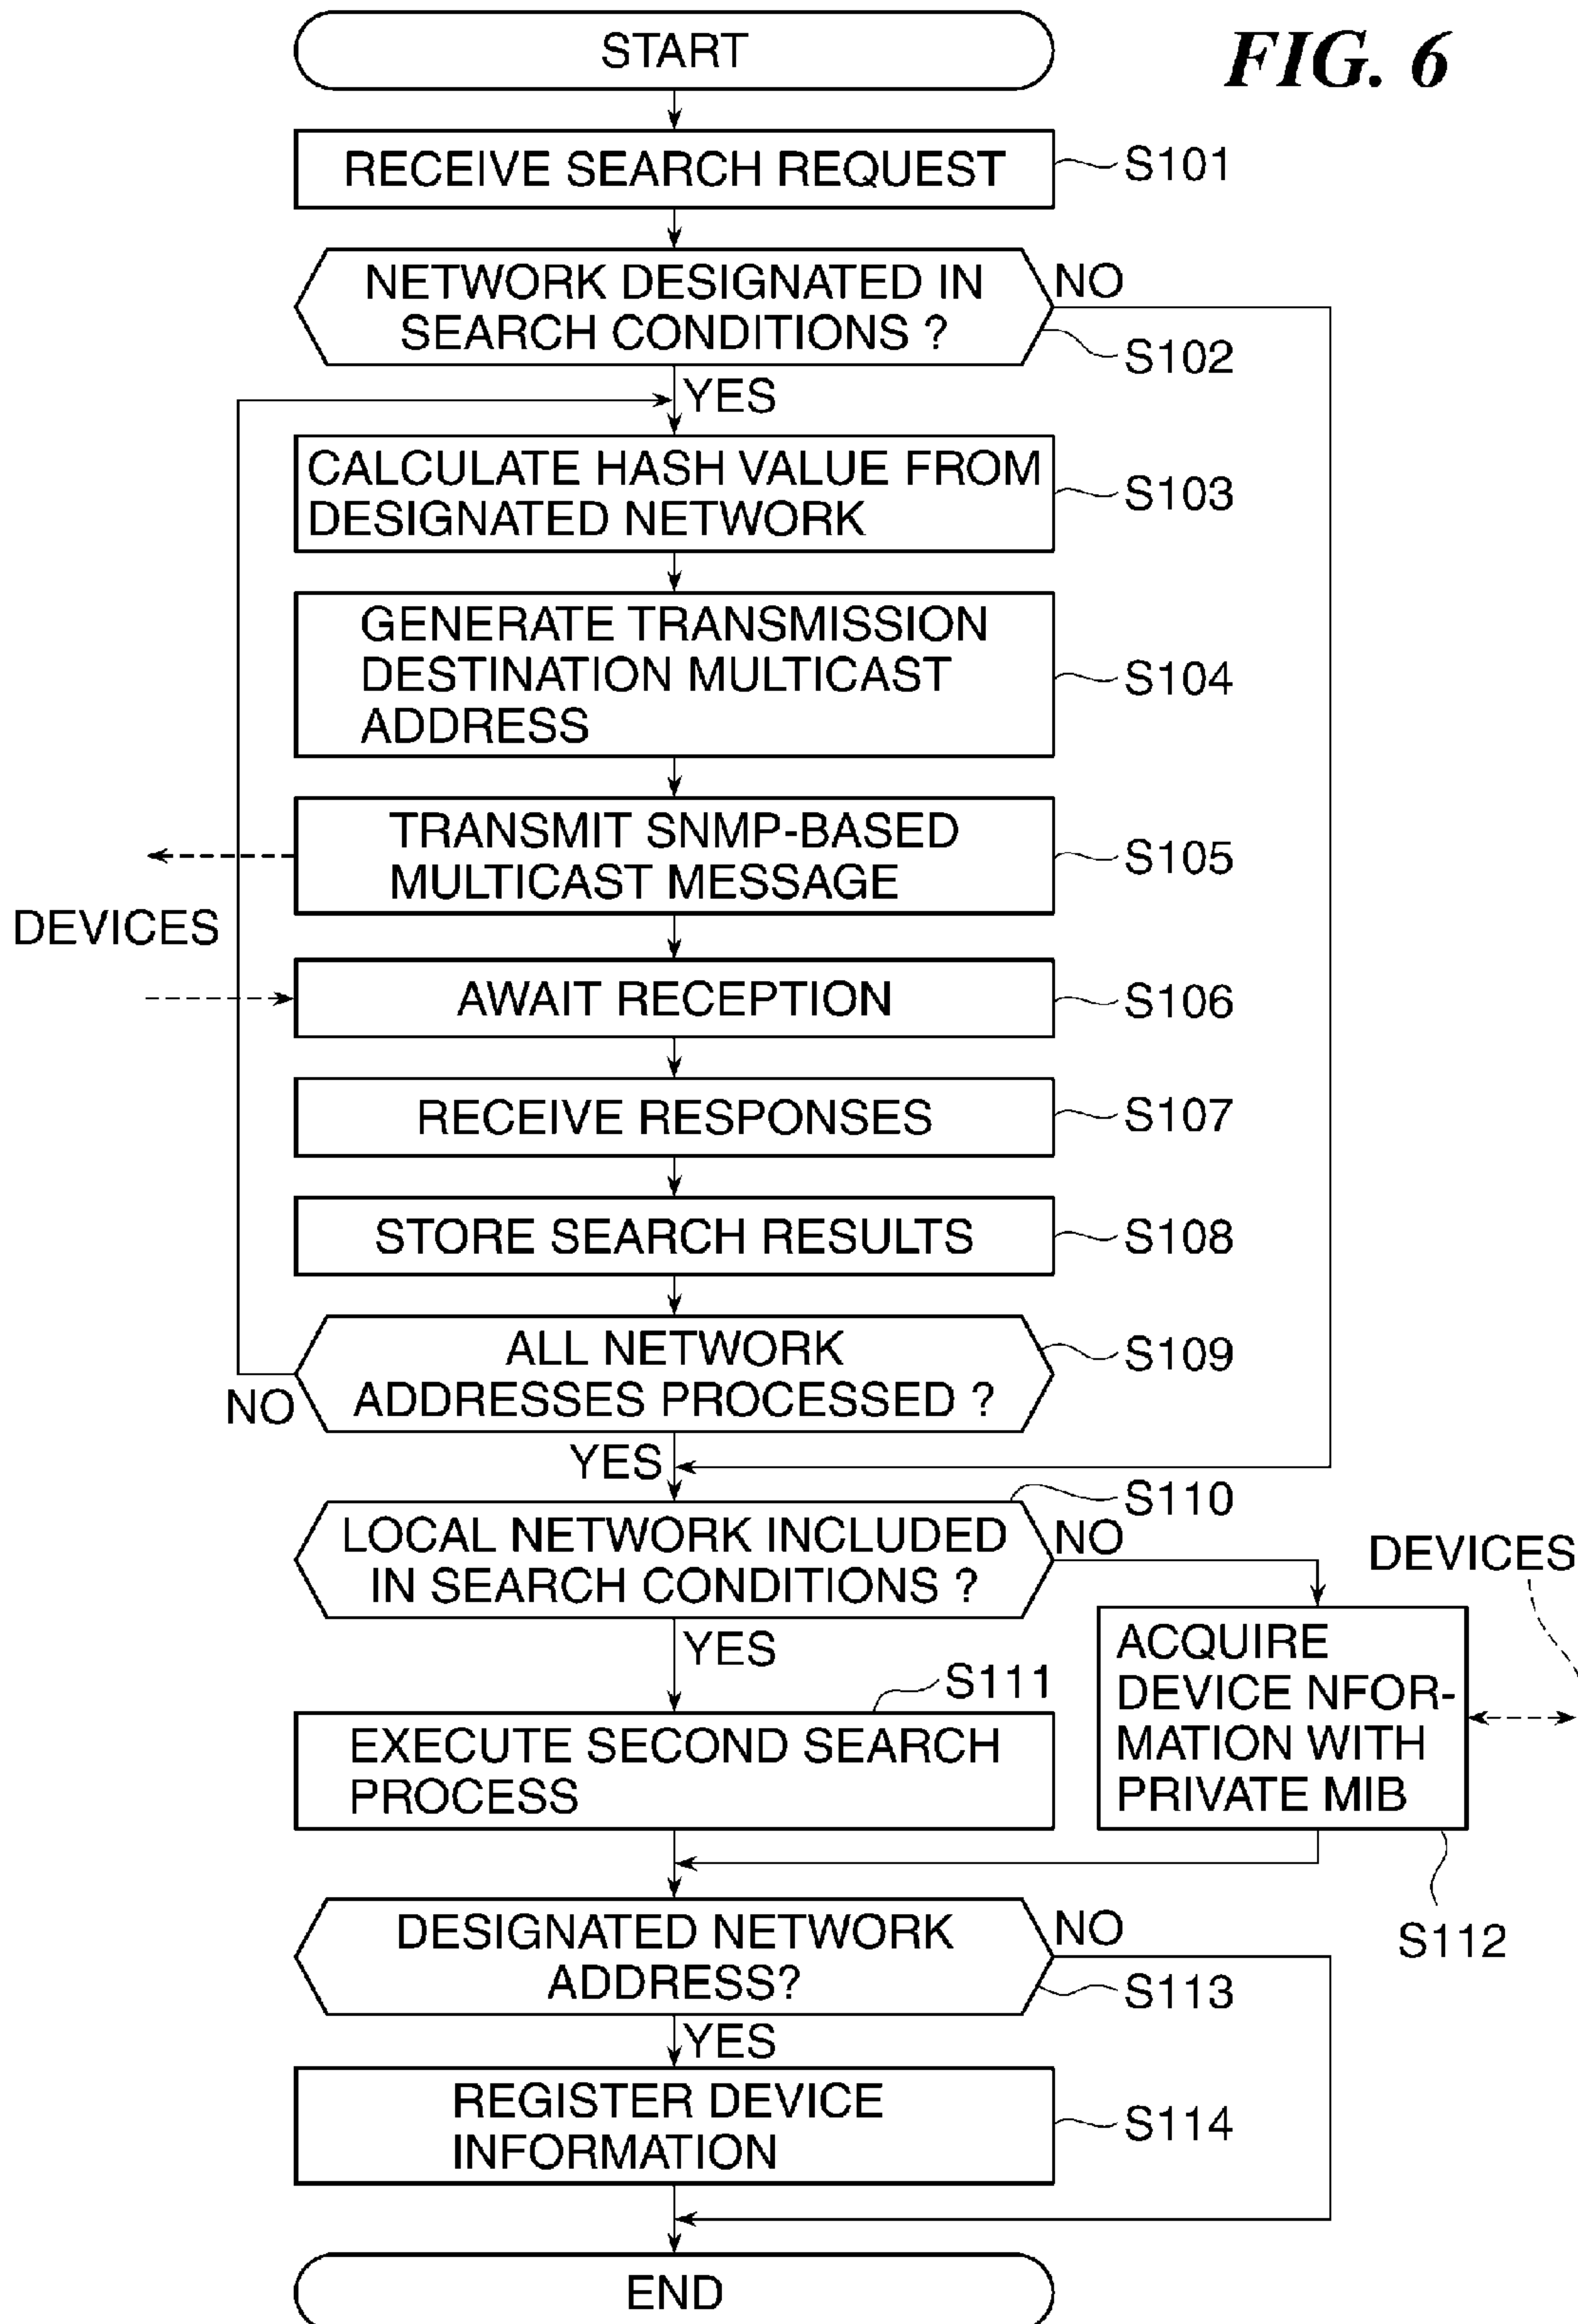 START
FIG. 6
RECEIVE SEARCH REQUEST
S101
NETWORK DESIGNATED IN
SEARCH CONDITIONS ?
NO
S102
YES
CALCULATE HASH VALUE FROM
DESIGNATED NETWORK
S103
GENERATE TRANSMISSION
DESTINATION MULTICAST
ADDRESS
S104
TRANSMIT SNMP-BASED
MULTICAST MESSAGE
S105
DEVICES
AWAIT RECEPTION
S106
RECEIVE RESPONSES
S107
STORE SEARCH RESULTS
S108
ALL NETWORK
ADDRESSES PROCESSED ?
S109
NO
YES
S110
LOCAL NETWORK INCLUDED
IN SEARCH CONDITIONS ?
NO
DEVICES
YES
ACQUIRE
DEVICE NFOR-
MATION WITH
PRIVATE MIB
S111
EXECUTE SECOND SEARCH
PROCESS
S112
DESIGNATED NETWORK
ADDRESS?
NO
S113
YES
REGISTER DEVICE
INFORMATION
S114
END